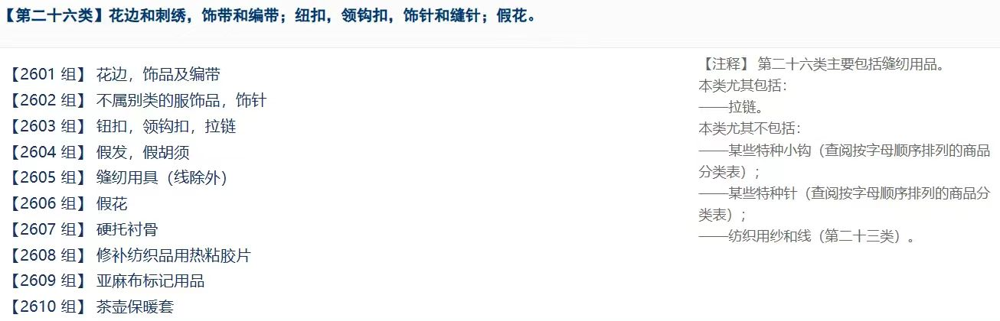 【第二十六类】花边和刺绣，饰带和编带；纽扣，领钩扣，饰针和缝针；假花。
【2601 组】 花边，饰品及编带
【2602 组】 不属别类的服饰品，饰针
【2603 组】 钮扣，领钩扣，拉链
【2604 组】 假发，假胡须
【2605 组】 缝纫用具（线除外）
【2606 组】 假花
【2607 组】 硬托衬骨
【2608 组】 修补纺织品用热粘胶片
【2609 组】 亚麻布标记用品
【2610 组】 茶壶保暖套
【注释】 第二十六类主要包括缝纫用品。
本类尤其包括：
——拉链。
本类尤其不包括：
——某些特种小钩（查阅按字母顺序排列的商品
分类表）；
——某些特种针（查阅按字母顺序排列的商品分
类表）；
——纺织用纱和线（第二十三类）。